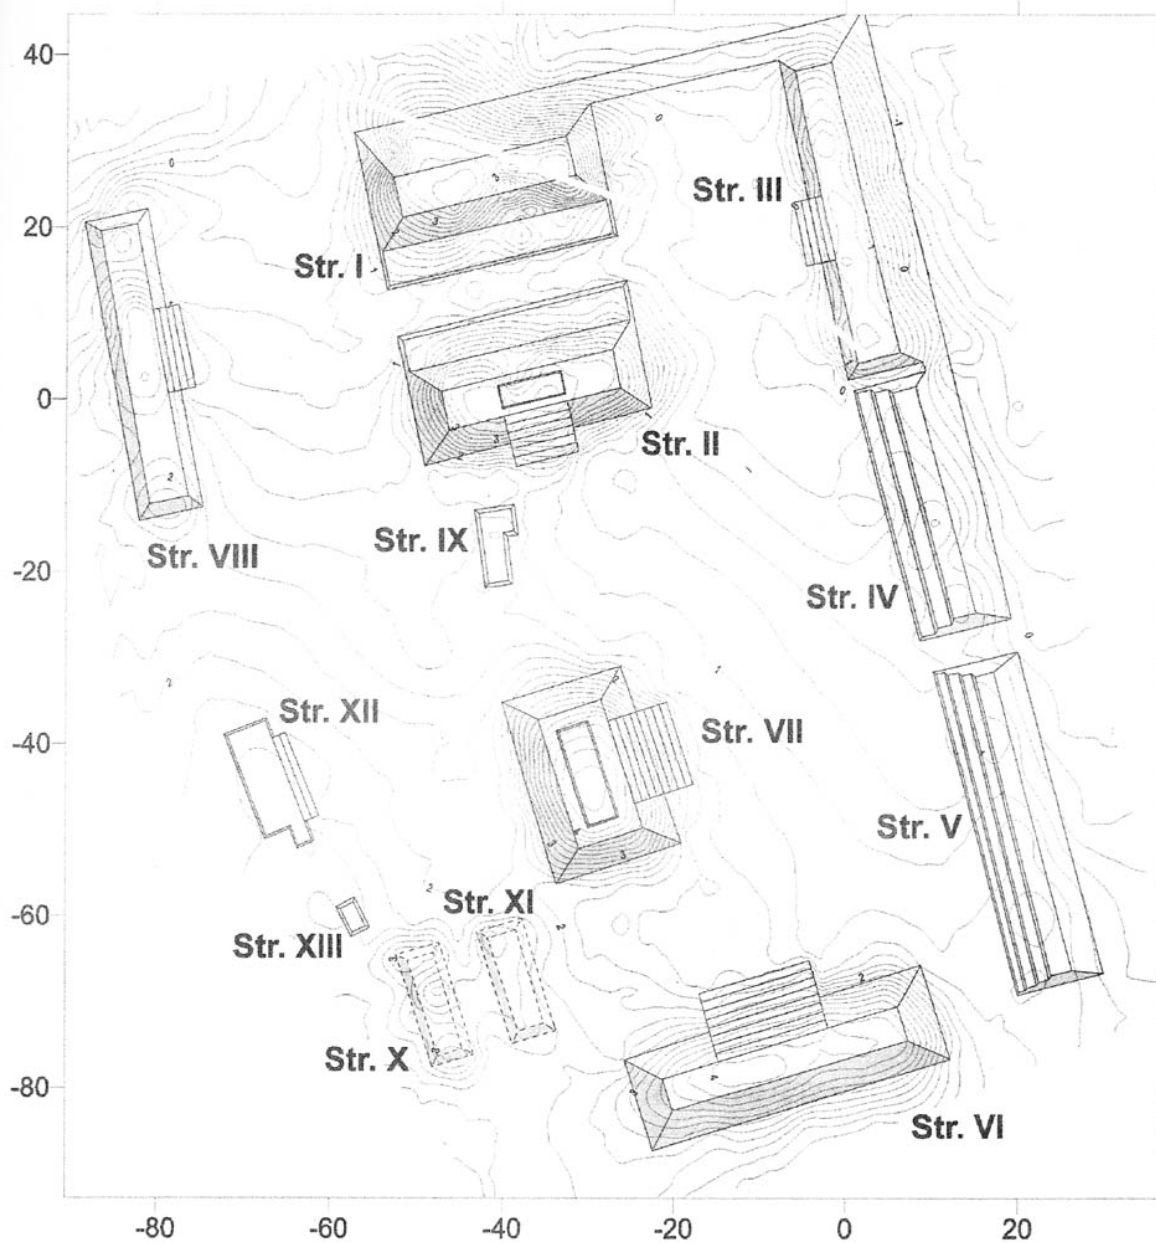 40
20
0
-20
-40
-60
-80
Str. III
Str. I
Str. II
Str. IX
Str. VIII
Str. IV
Str. XII
Str. VII
Str. V
Str. XI
Str. XIII
Str. X
Str. VI
-80
-60
-40
-20
0
20